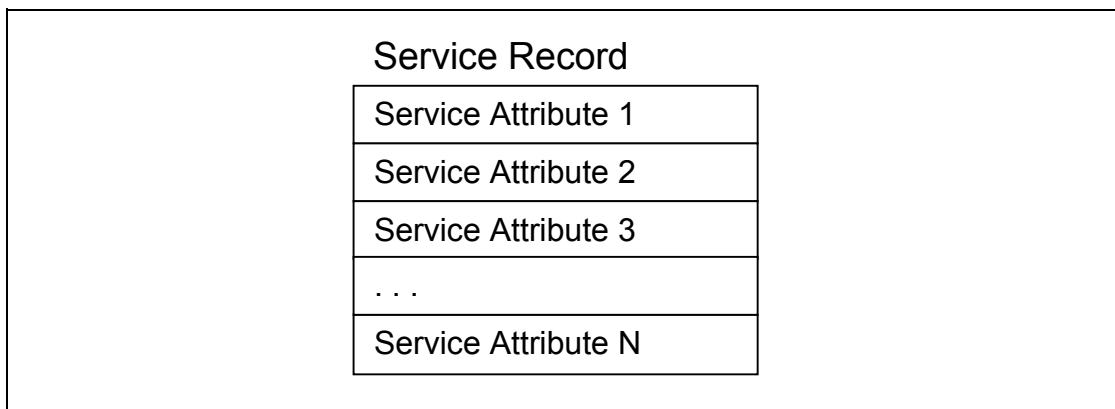 Service Record
Service Attribute 1
Service Attribute 2
Service Attribute 3
. . .
Service Attribute N